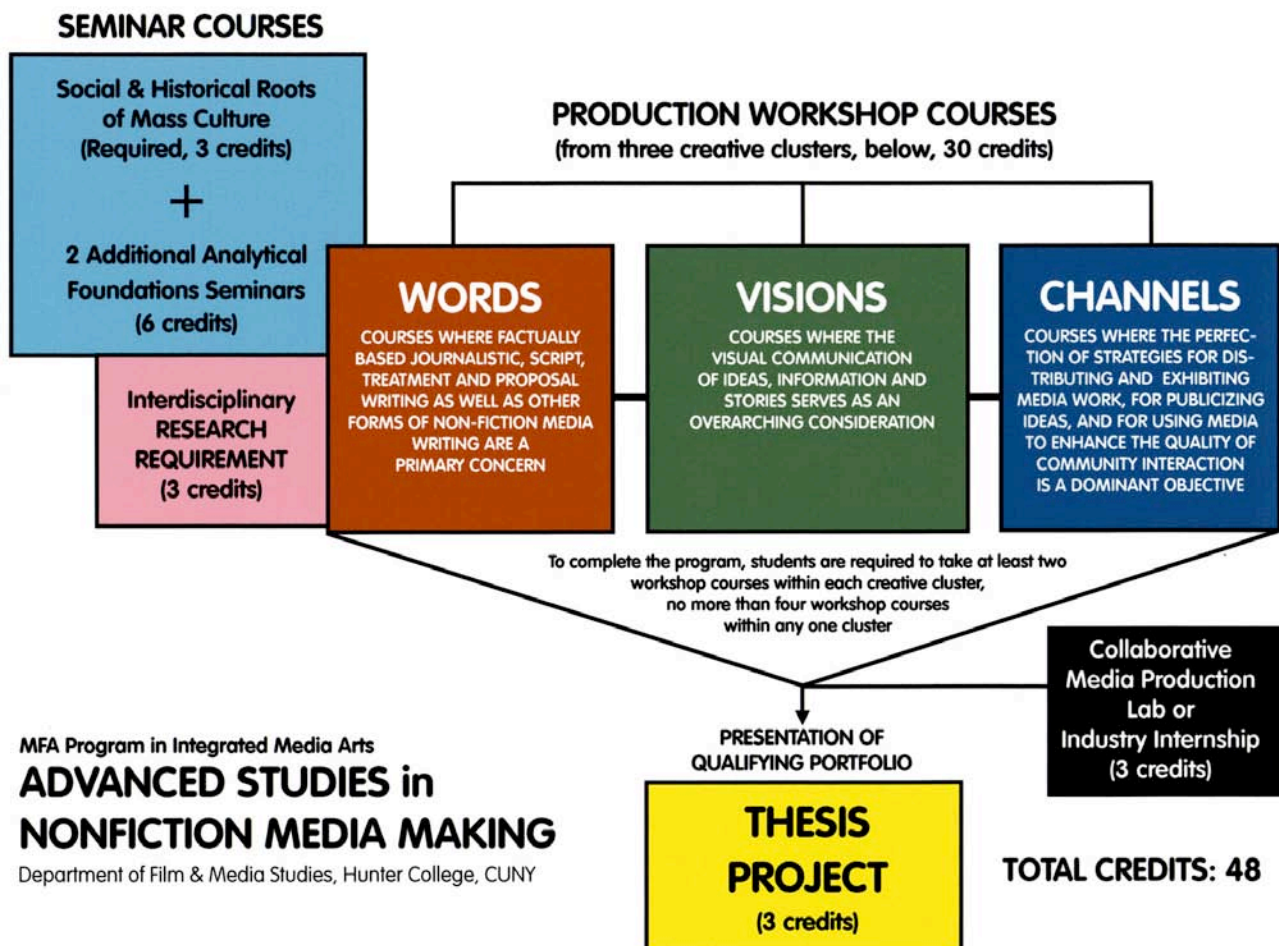 SEMINAR COURSES
Social & Historical Roots
of Mass Culture
(Required, 3 credits)
+
2 Additional Analytical
Foundations Seminars
(6 credits)
Interdisciplinary
RESEARCH
REQUIREMENT
(3 credits)
PRODUCTION WORKSHOP COURSES
(from three creative clusters, below, 30 credits)
WORDS
COURSES WHERE FACTUALLY
BASED JOURNALISTIC, SCRIPT,
TREATMENT AND PROPOSAL
WRITING AS WELL AS OTHER
FORMS OF NON-FICTION MEDIA
WRITING ARE A
PRIMARY CONCERN
VISIONS
COURSES WHERE THE
VISUAL COMMUNICATION
OF IDEAS, INFORMATION AND
STORIES SERVES AS AN
OVERARCHING CONSIDERATION
CHANNELS
COURSES WHERE THE PERFEC-
TION OF STRATEGIES FOR DIS-
TRIBUTING AND EXHIBITING
MEDIA WORK, FOR PUBLICIZING
IDEAS, AND FOR USING MEDIA
TO ENHANCE THE QUALITY OF
COMMUNITY INTERACTION
IS A DOMINANT OBJECTIVE
To complete the program, students are required to take at least two
workshop courses within each creative cluster,
no more than four workshop courses
within any one cluster
Collaborative
Media Production
Lab or
Industry Internship
(3 credits)
PRESENTATION OF
QUALIFYING PORTFOLIO
THESIS
PROJECT
(3 credits)
MFA Program in Integrated Media Arts
ADVANCED STUDIES in
NONFICTION MEDIA MAKING
Department of Film & Media Studies, Hunter College, CUNY
TOTAL CREDITS: 48